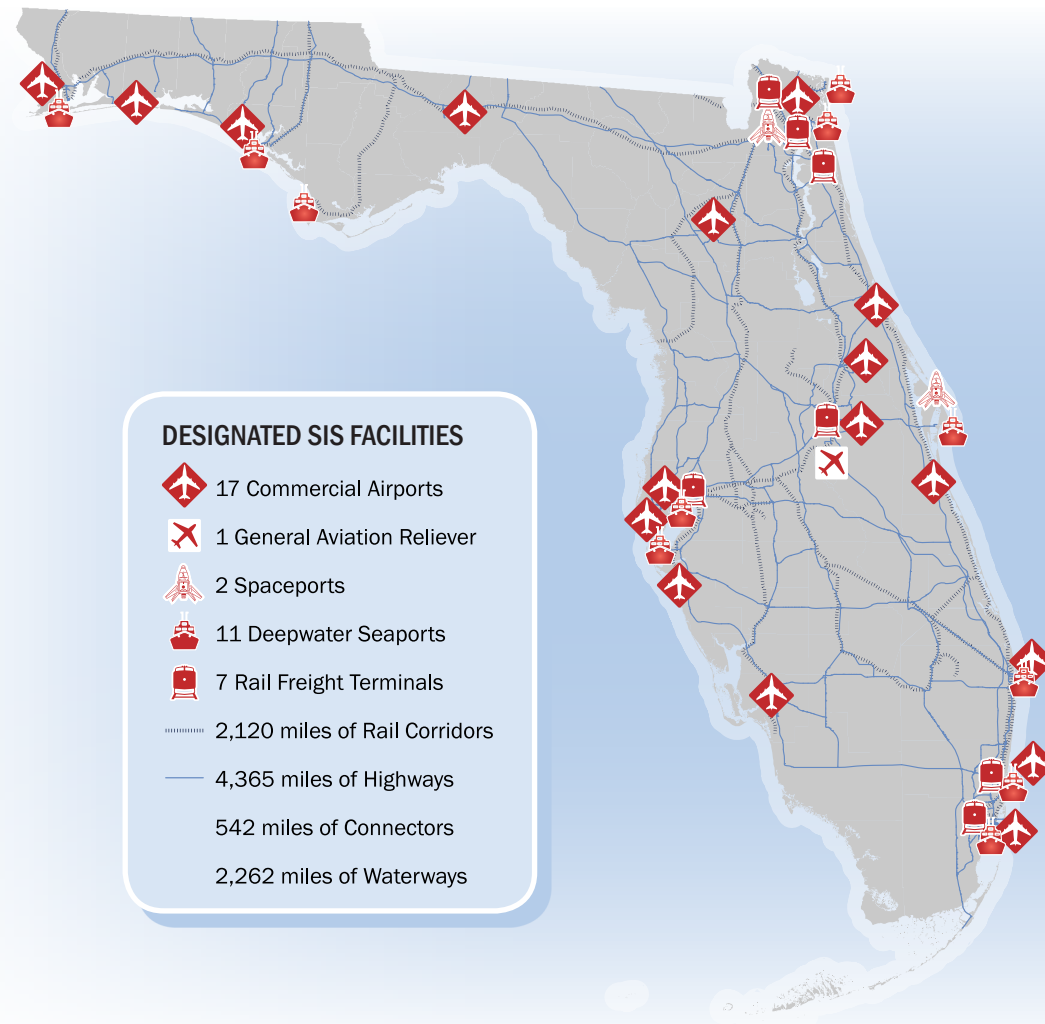 DESIGNATED SIS FACILITIES
17 Commercial Airports
1 General Aviation Reliever
2 Spaceports
11 Deepwater Seaports
7 Rail Freight Terminals
2,120 miles of Rail Corridors
4,365 miles of Highways
542 miles of Connectors
2,262 miles of Waterways